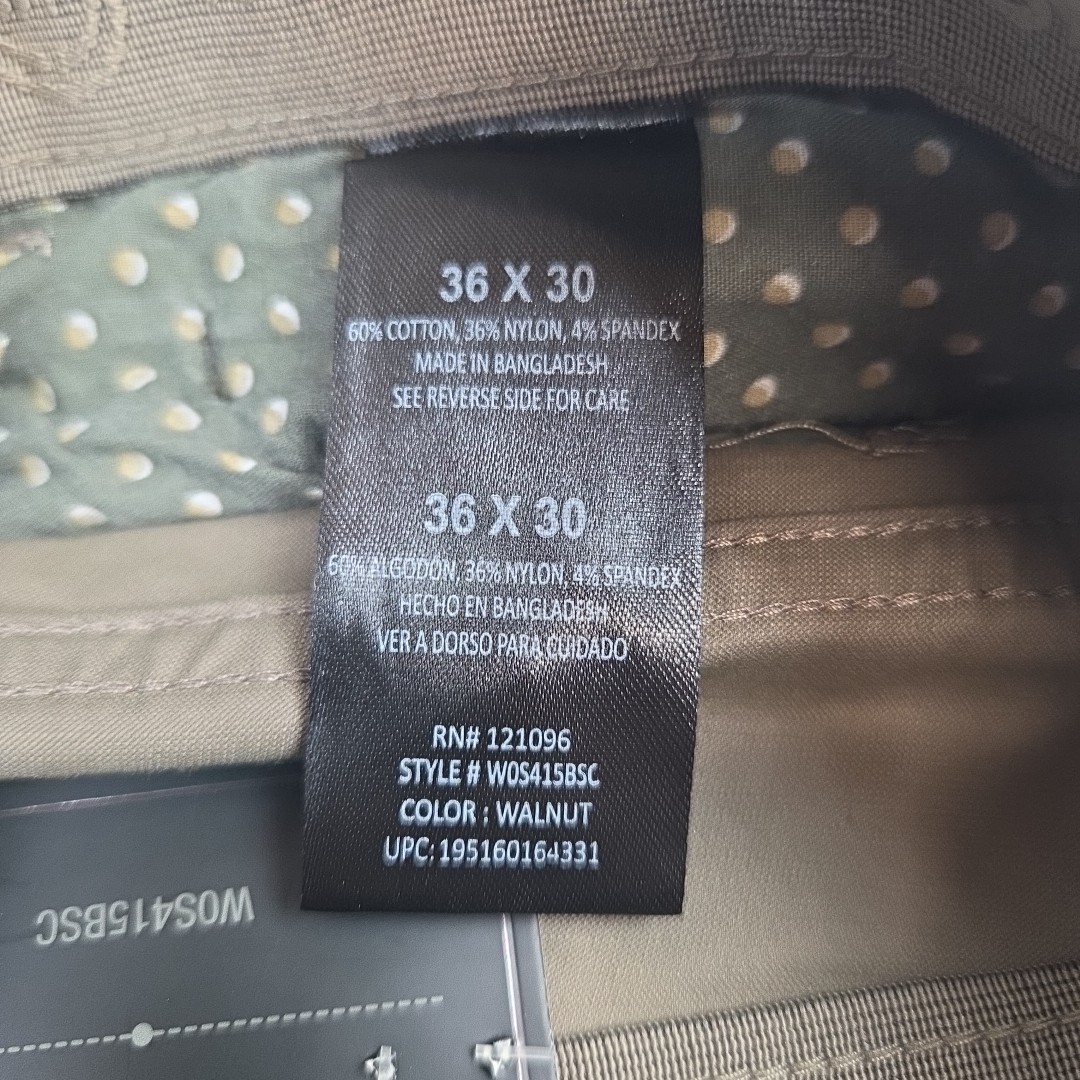 36 X 30
60% COTTON, 36% NYLON, 4% SPANDEX
MADE IN BANGLADESH
SEE REVERSE SIDE FOR CARE
36 X 30
60% ALGODON, 36% NYLON, 4% SPANDEX
HECHO EN BANGLADESH
VER A DORSO PARA CUIDADO
RN# 121096
STYLE # W0S415BSC
COLOR : WALNUT
UPC: 195160164331
W0S415BSC